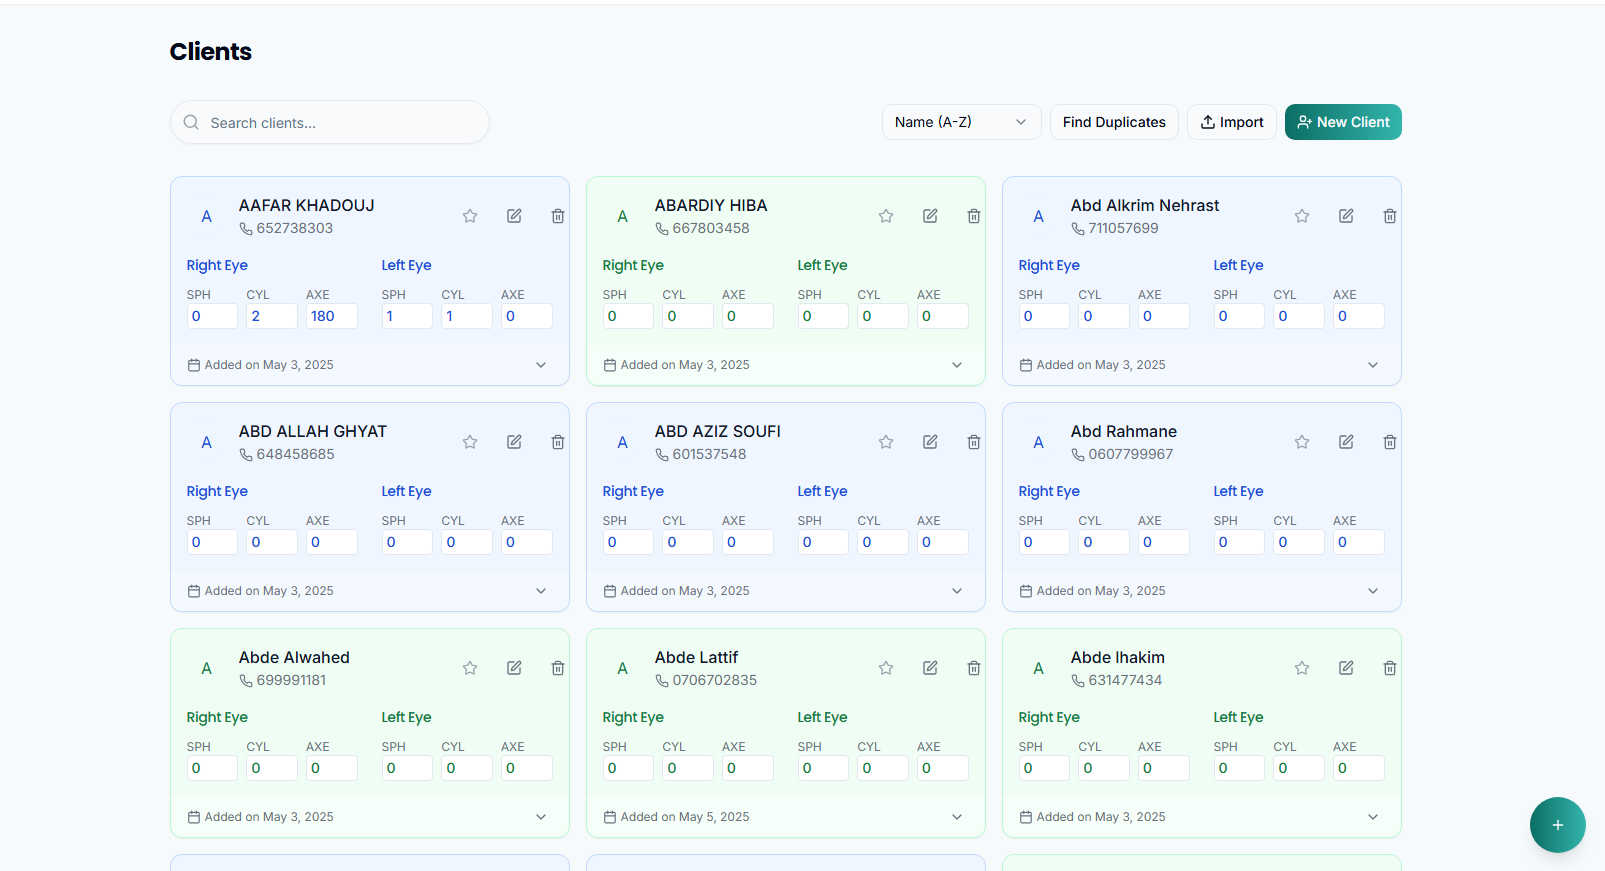 Clients
Search clients...
Name (A-Z)
Find Duplicates
Import
New Client
A
AAFAR KHADOUJ
652738303
Right Eye
Left Eye
SPH CYL AXE SPH CYL AXE
0 2 180 1 1 0
Added on May 3, 2025
A
ABARDIY HIBA
667803458
Right Eye
Left Eye
SPH CYL AXE SPH CYL AXE
0 0 0 0 0 0
Added on May 3, 2025
A
Abd Alkrim Nehrast
711057699
Right Eye
Left Eye
SPH CYL AXE SPH CYL AXE
0 0 0 0 0 0
Added on May 3, 2025
A
ABD ALLAH GHYAT
648458685
Right Eye
Left Eye
SPH CYL AXE SPH CYL AXE
0 0 0 0 0 0
Added on May 3, 2025
A
ABD AZIZ SOUFI
601537548
Right Eye
Left Eye
SPH CYL AXE SPH CYL AXE
0 0 0 0 0 0
Added on May 3, 2025
A
Abd Rahmane
0607799967
Right Eye
Left Eye
SPH CYL AXE SPH CYL AXE
0 0 0 0 0 0
Added on May 3, 2025
A
Abde Alwahed
699991181
Right Eye
Left Eye
SPH CYL AXE SPH CYL AXE
0 0 0 0 0 0
Added on May 3, 2025
A
Abde Lattif
0706702835
Right Eye
Left Eye
SPH CYL AXE SPH CYL AXE
0 0 0 0 0 0
Added on May 5, 2025
A
Abde lhakim
631477434
Right Eye
Left Eye
SPH CYL AXE SPH CYL AXE
0 0 0 0 0 0
Added on May 3, 2025
+